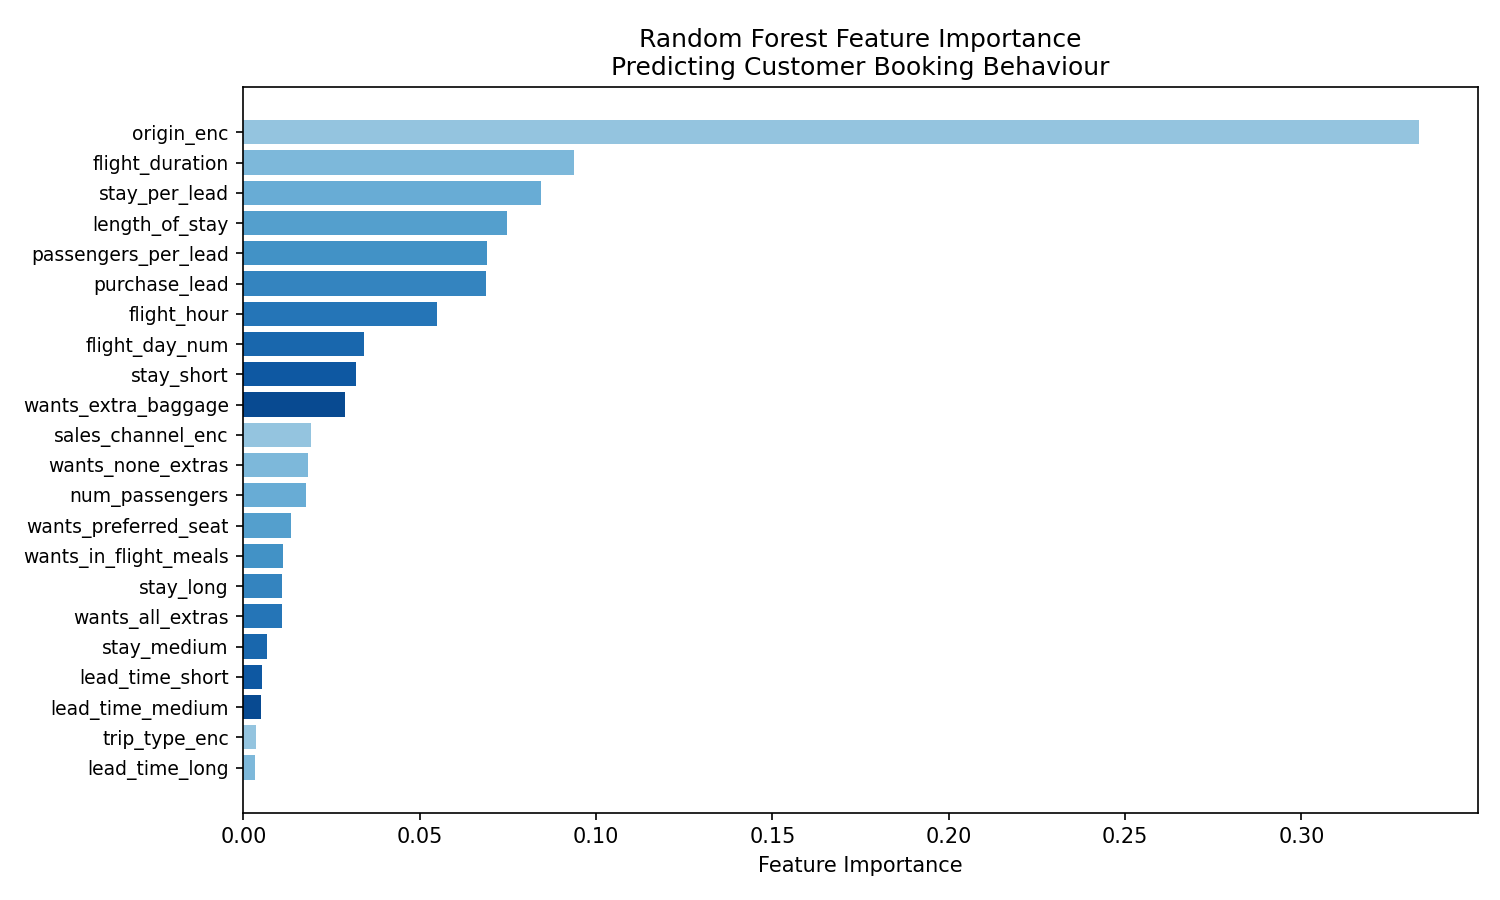 Random Forest Feature Importance
Predicting Customer Booking Behaviour
origin_enc
flight_duration
stay_per_lead
length_of_stay
passengers_per_lead
purchase_lead
flight_hour
flight_day_num
stay_short
wants_extra_baggage
sales_channel_enc
wants_none_extras
num_passengers
wants_preferred_seat
wants_in_flight_meals
stay_long
wants_all_extras
stay_medium
lead_time_short
lead_time_medium
trip_type_enc
lead_time_long
0.00 0.05 0.10 0.15 0.20 0.25 0.30
Feature Importance